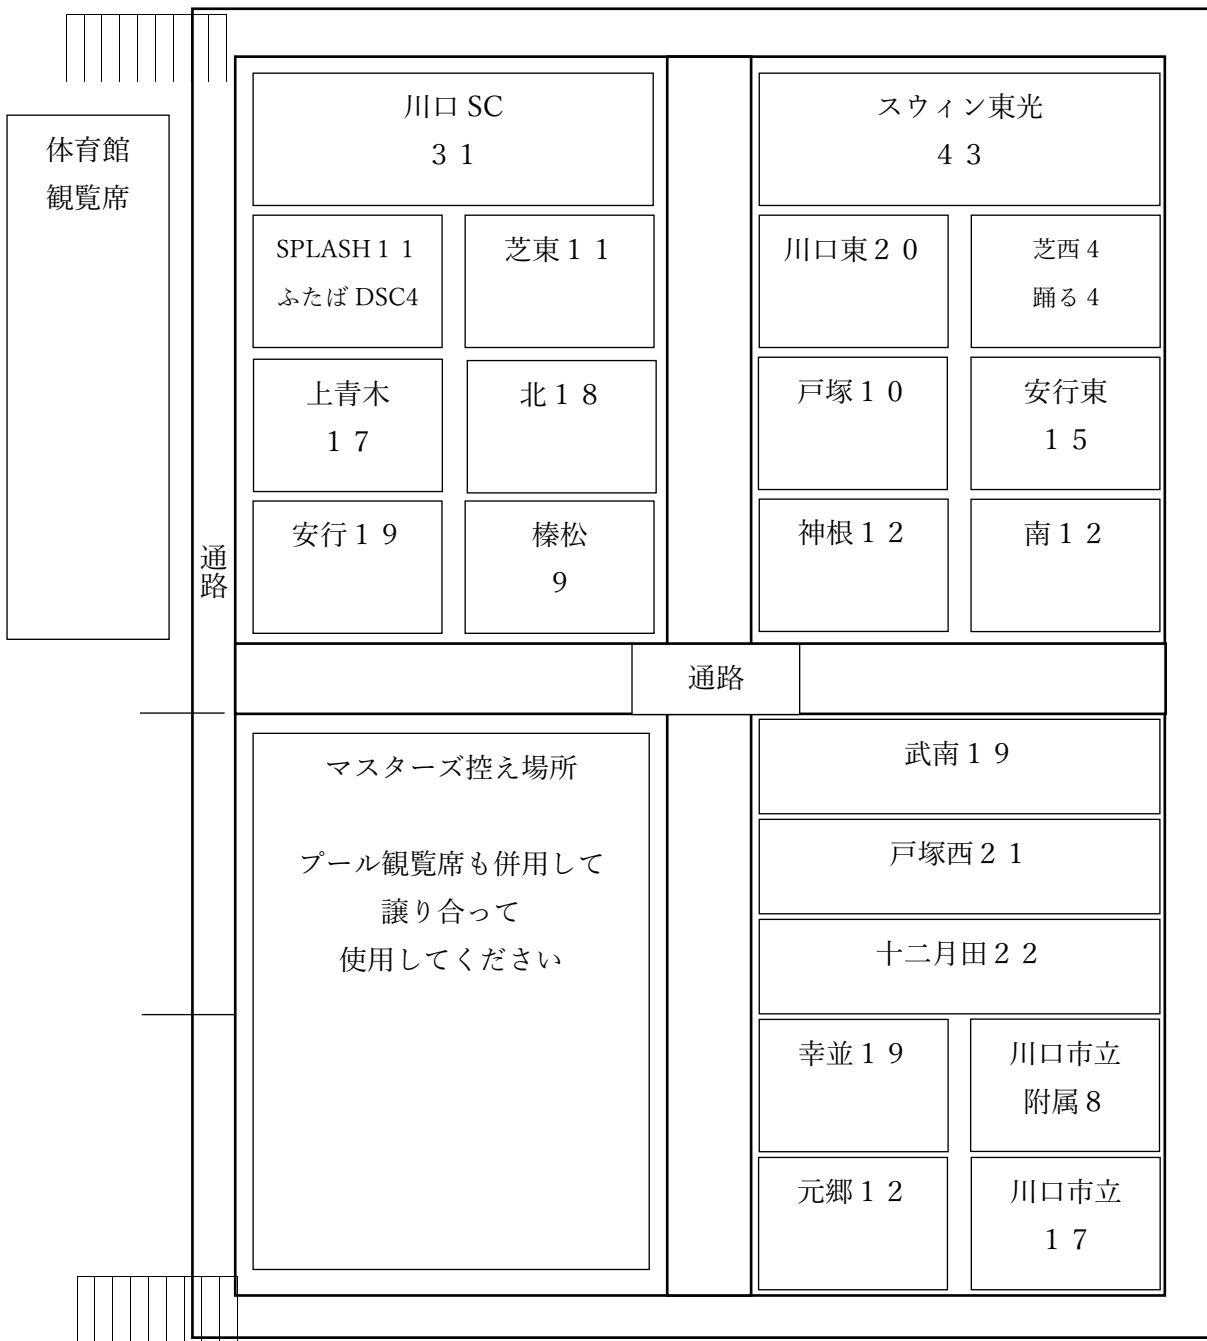 体育館
観覧席
川口 SC
３１
SPLASH１１
ふたば DSC4
芝東１１
上青木
１７
北１８
安行１９
榛松
９
通路
スウィン東光
４３
川口東２０
芝西 4
踊る 4
戸塚１０
安行東
１５
神根１２
南１２
通路
マスターズ控え場所
プール観覧席も併用して
譲り合って
使用してください
武南１９
戸塚西２１
十二月田２２
幸並１９
川口市立
附属８
元郷１２
川口市立
１７